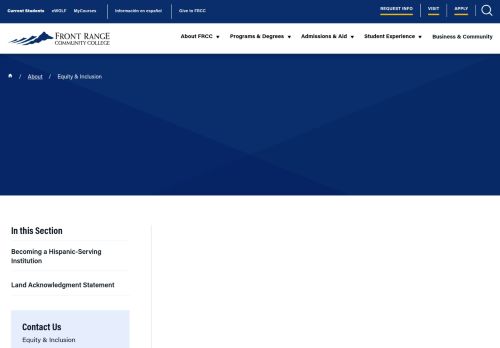 Current Students eWOLF MyCourses Información en español Give to FRCC REQUEST INFO VISIT APPLY
FRONT RANGE
COMMUNITY COLLEGE
About FRCC Programs & Degrees Admissions & Aid Student Experience Business & Community
/ About / Equity & Inclusion
In this Section
Becoming a Hispanic-Serving
Institution
Land Acknowledgment Statement
Contact Us
Equity & Inclusion